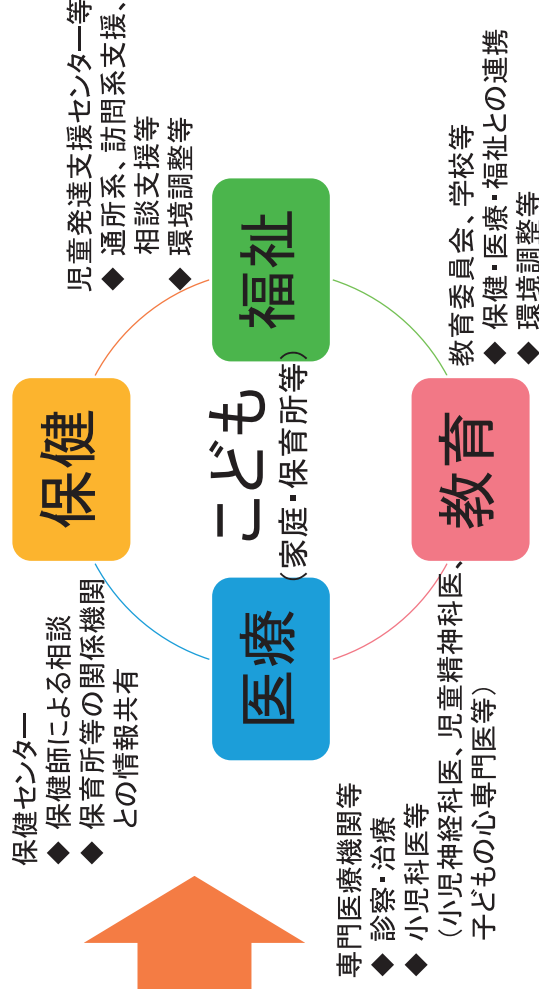 保健センター
◆ 保健師による相談
◆ 保育所等の関係機関
との情報共有
保健
児童発達支援センター等
◆ 通所系、訪問系支援、
相談支援等
◆ 環境調整等
医療
こども
(家庭・保育所等)
福祉
専門医療機関等
◆ 診察・治療
◆ 小児科医等
(小児神経科医、児童精神科医、
子どもの心専門医等)
教育
教育委員会、学校等
◆ 保健・医療・福祉との連携
◆ 環境調整等